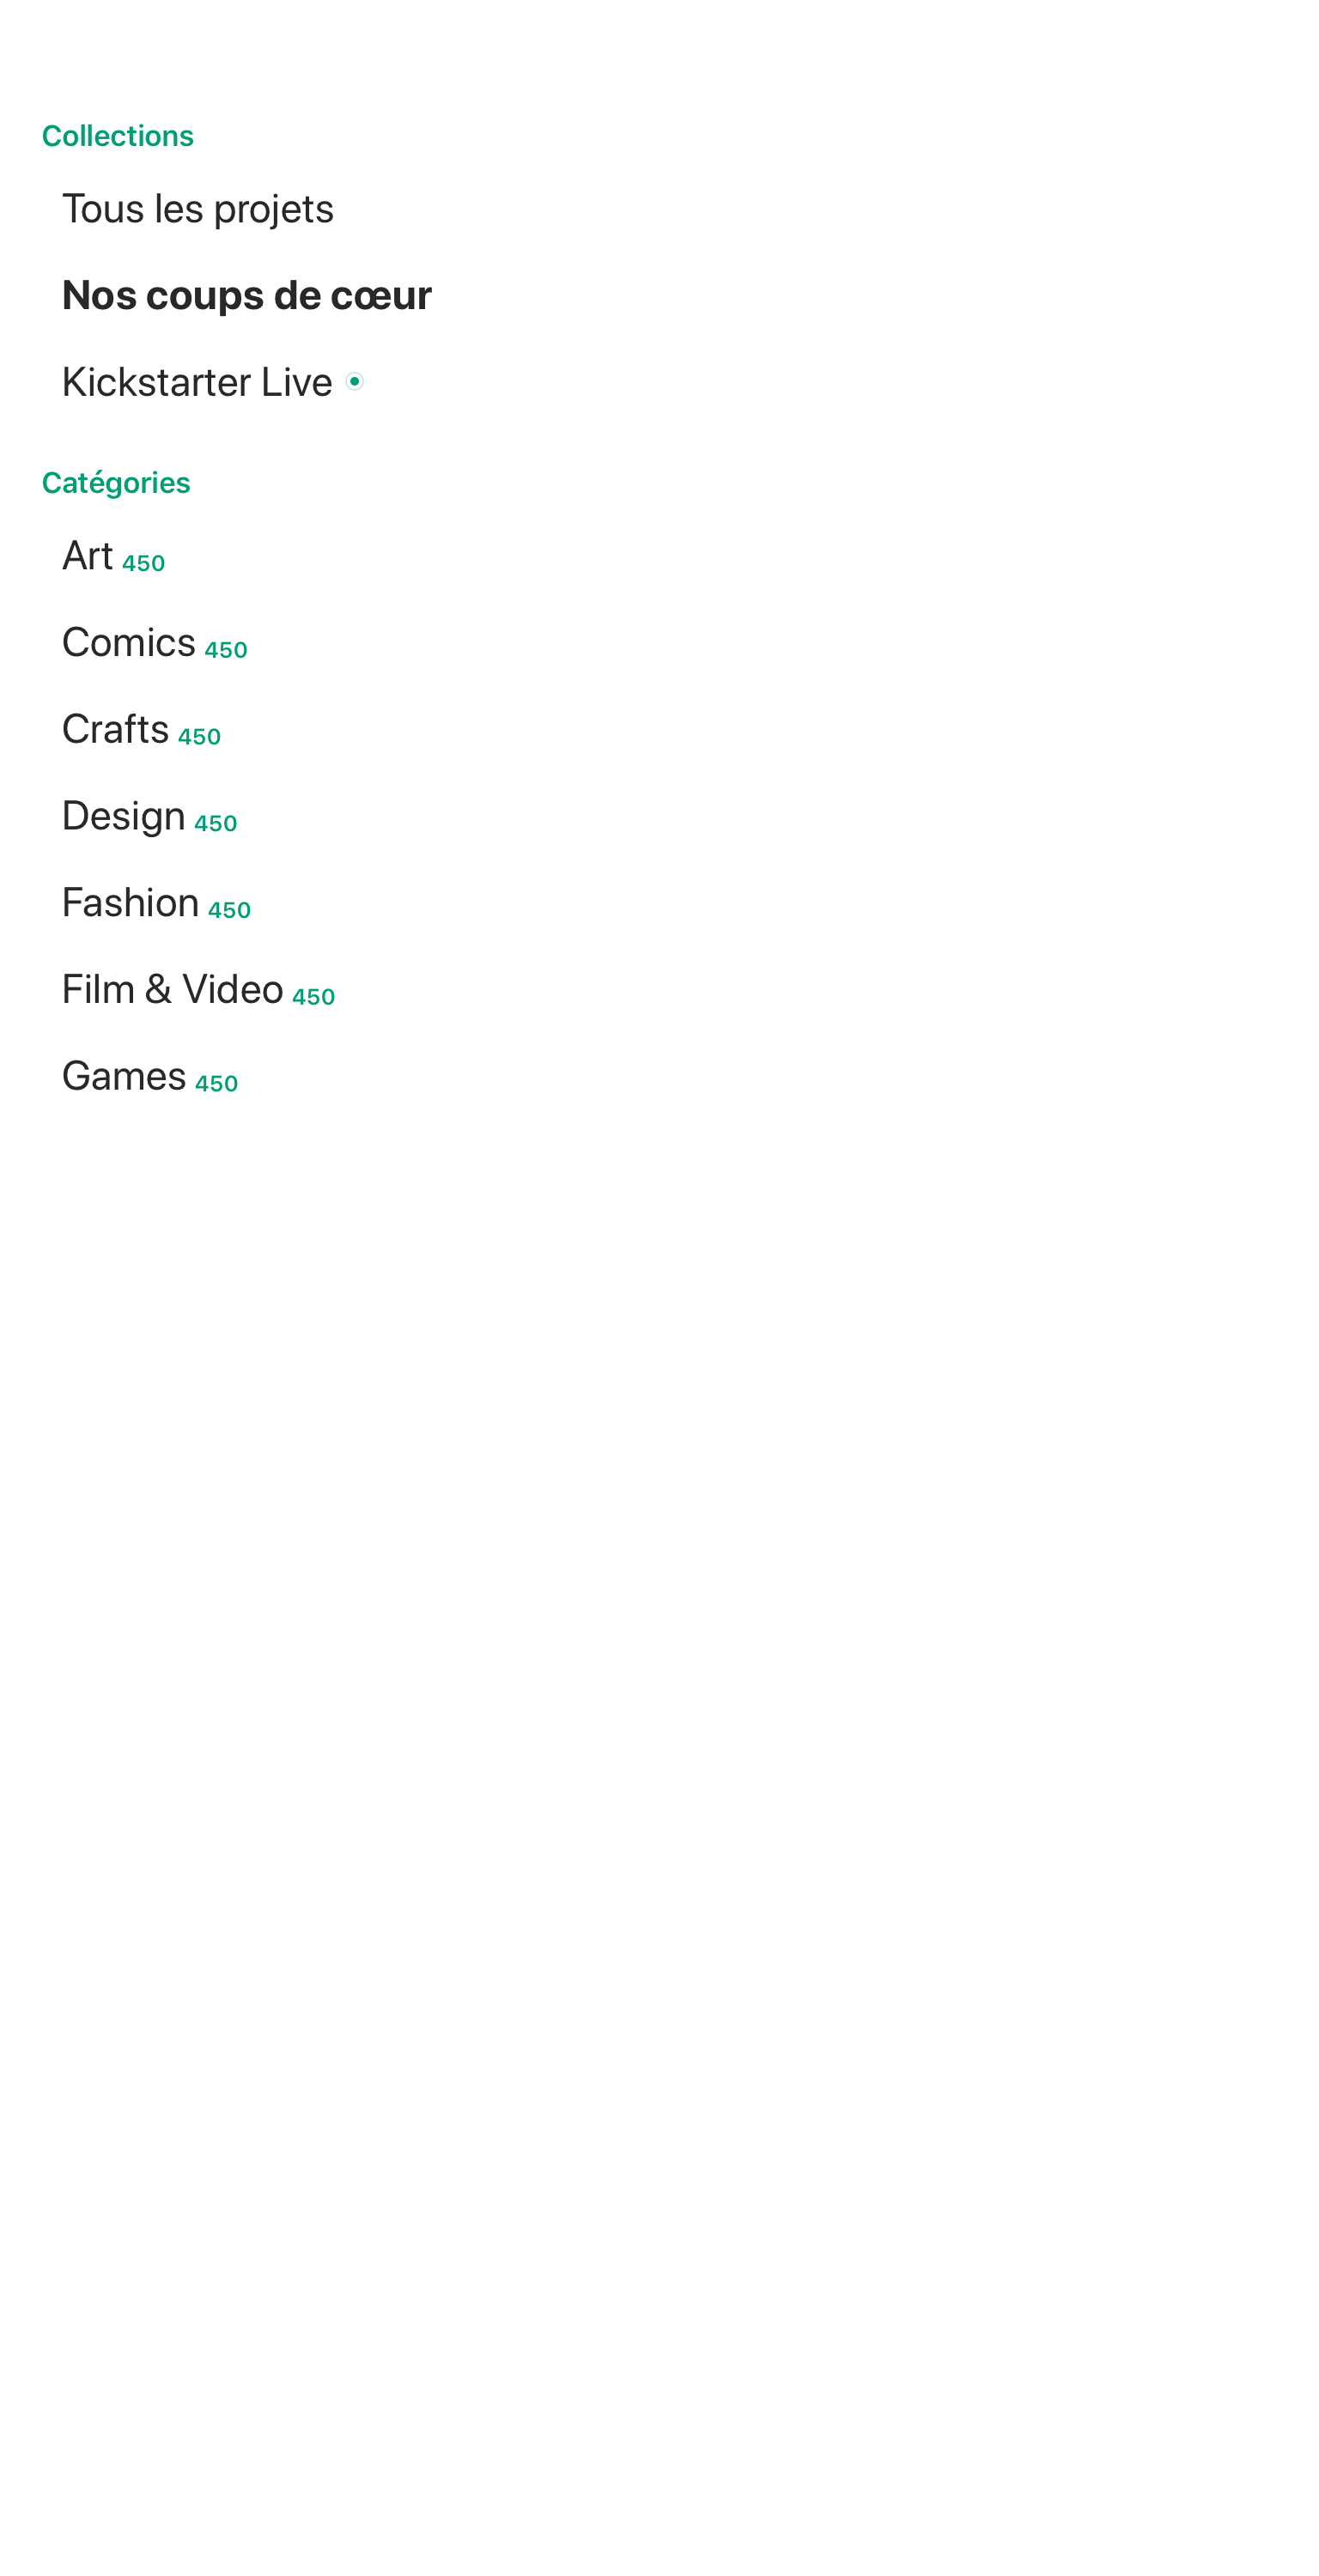 Collections
Tous les projets
Nos coups de cœur
Kickstarter Live
Catégories
Art 450
Comics 450
Crafts 450
Design 450
Fashion 450
Film & Video 450
Games 450